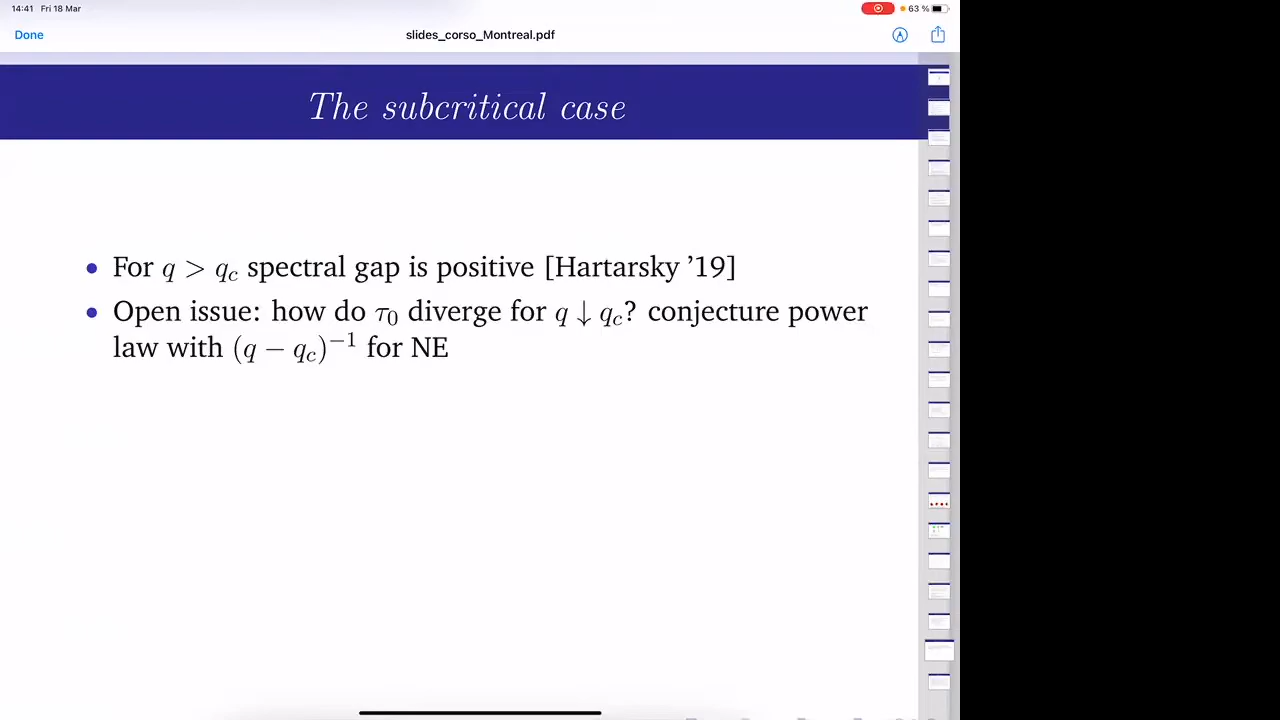 14:41 Fri 18 Mar 63 %
Done slides_corso_Montreal.pdf
The subcritical case
• For q > q_c spectral gap is positive [Hartarsky '19]
• Open issue: how do τ_0 diverge for q ↓ q_c? conjecture power
law with (q − q_c)^{−1} for NE